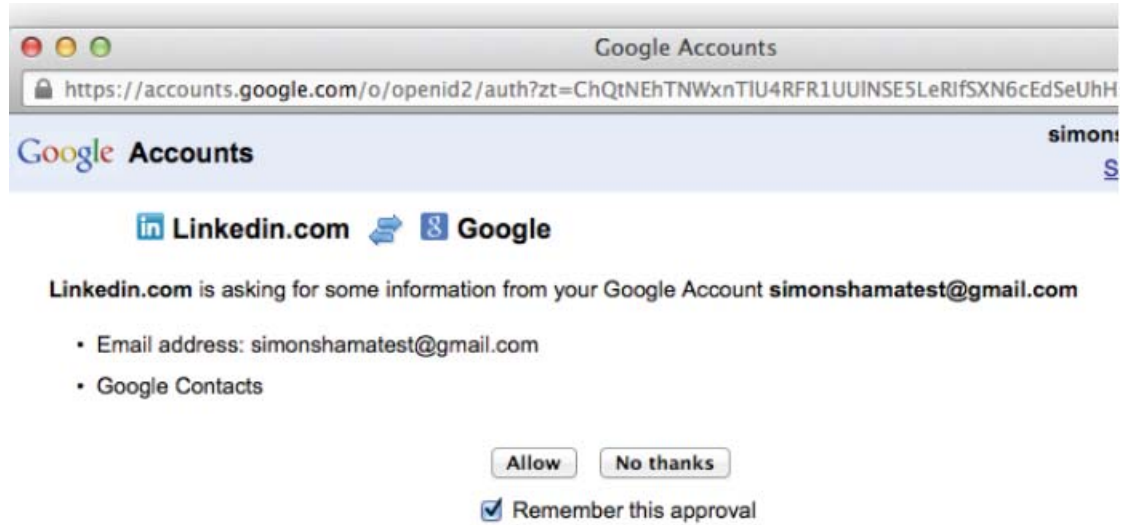 Google Accounts
https://accounts.google.com/o/openid2/auth?zt=
Google Accounts
in Linkedin.com 8 Google
Linkedin.com is asking for some information from your Google Account simonshamatest@gmail.com
• Email address: simonshamatest@gmail.com
• Google Contacts
Allow No thanks
Remember this approval